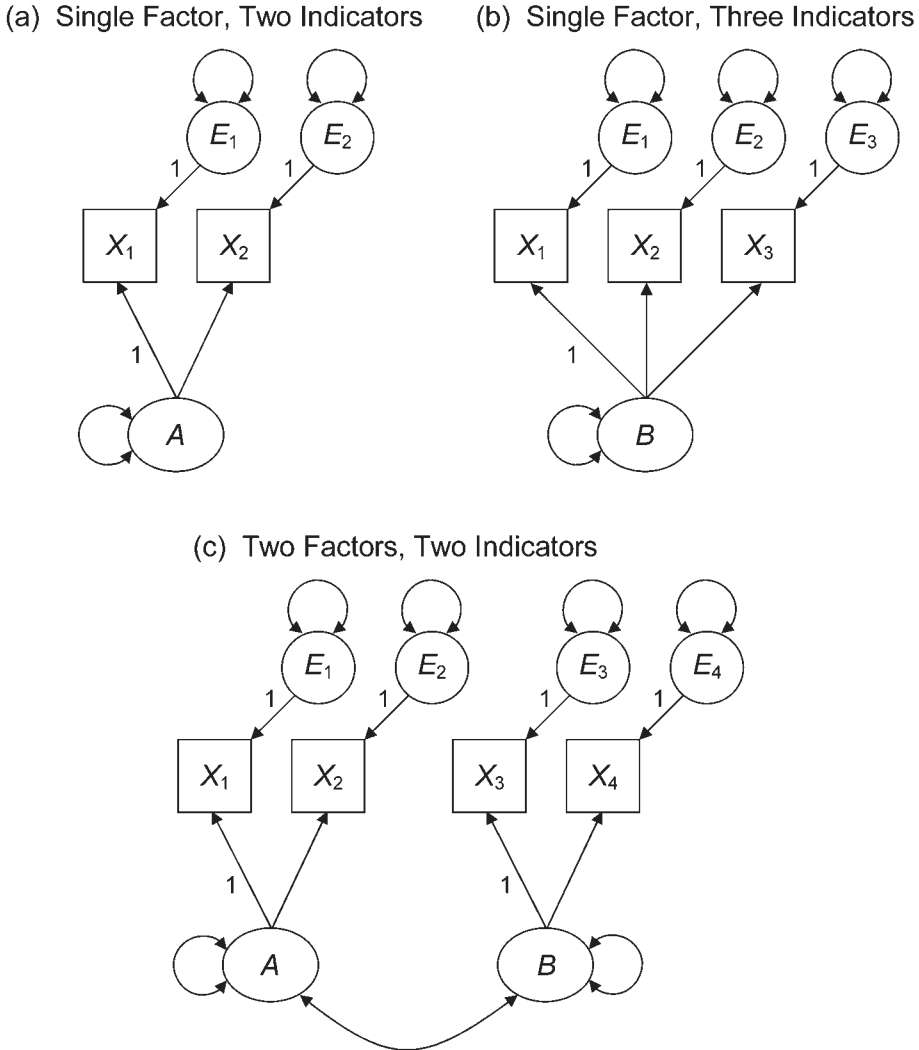 (a) Single Factor, Two Indicators
(b) Single Factor, Three Indicators
E₁ E₂
E₁ E₂ E₃
1 1
1 1 1
X₁ X₂
X₁ X₂ X₃
1
1
A
B
(c) Two Factors, Two Indicators
E₁ E₂ E₃ E₄
1 1 1 1
X₁ X₂ X₃ X₄
1 1
A B